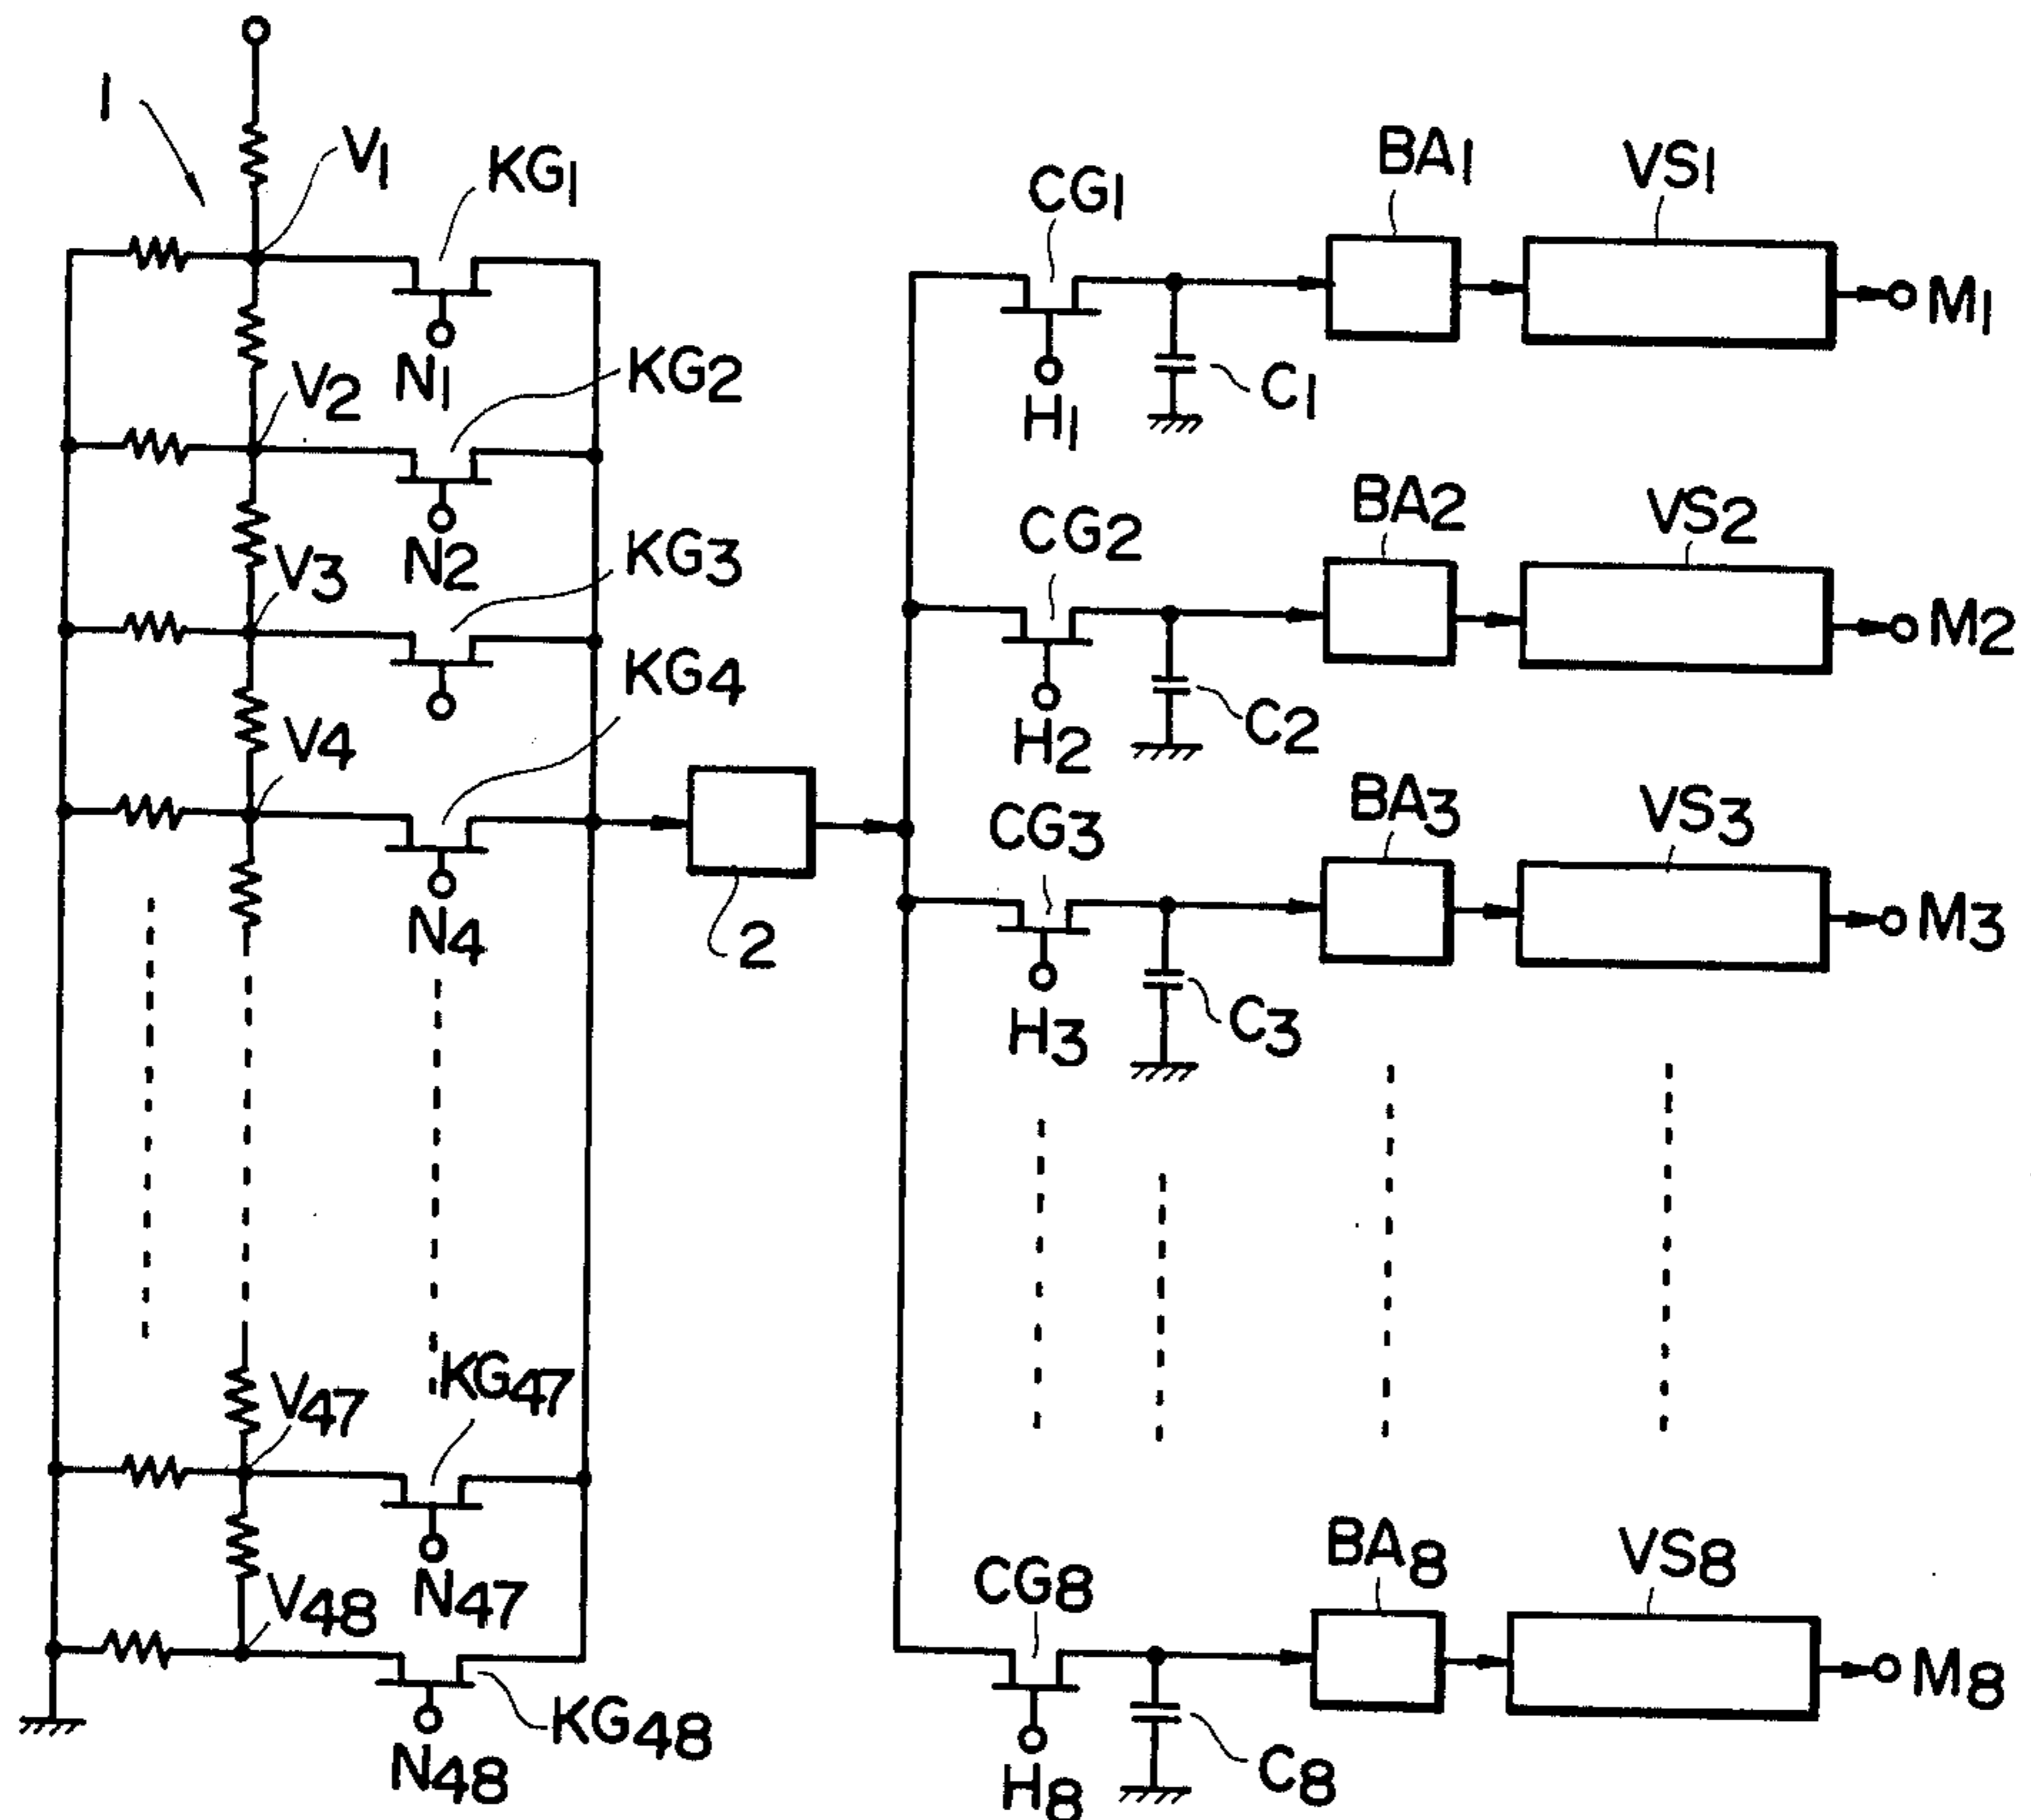 1
V1
KG1
N1
V2
KG2
N2
V3
KG3
V4
KG4
N4
2
V47
KG47
N47
V48
KG48
N48
CG1
H1
C1
BA1
VS1
M1
CG2
H2
C2
BA2
VS2
M2
CG3
H3
C3
BA3
VS3
M3
CG8
H8
C8
BA8
VS8
M8